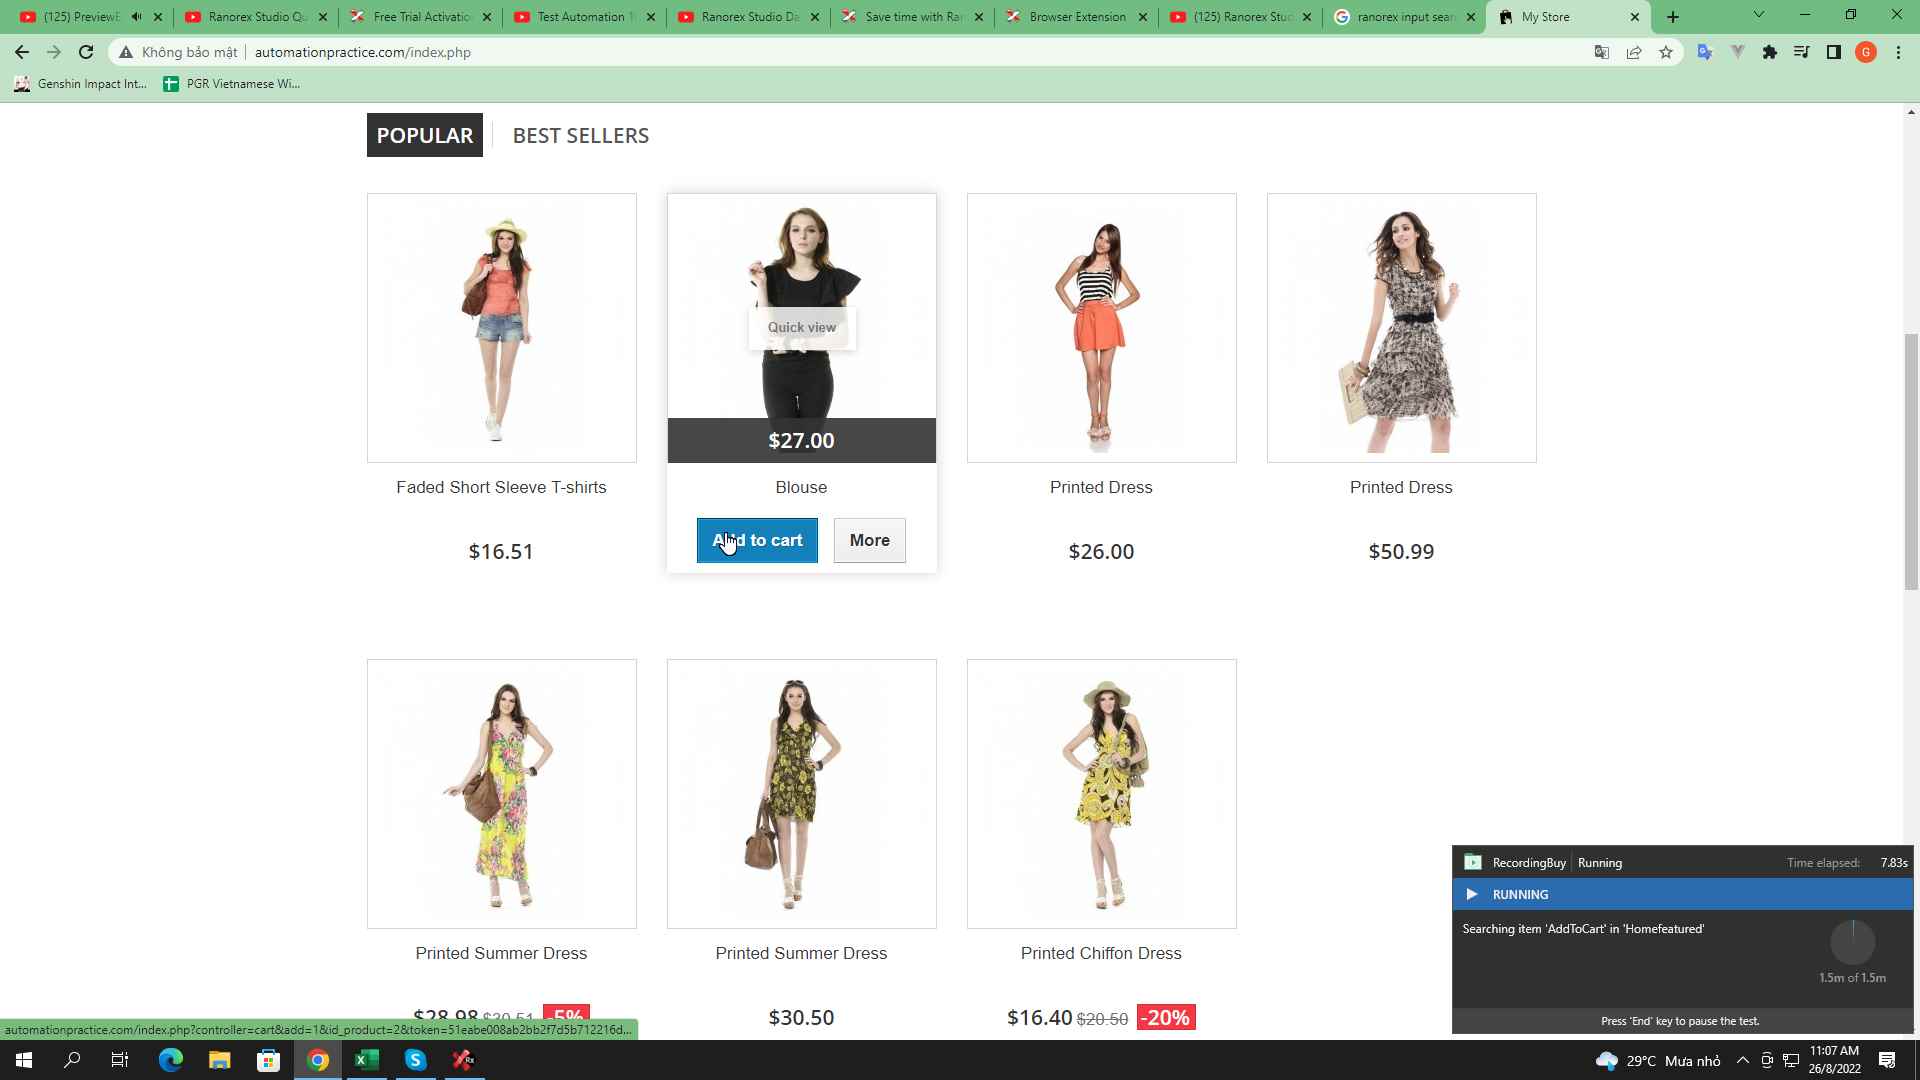 (125) PreviewE
Ranorex Studio Qu
Free Trial Activatio
Test Automation 1
Ranorex Studio Da
Save time with Ran
Browser Extension
(125) Ranorex Stud
ranorex input sear
My Store
Không bảo mật
automationpractice.com/index.php
G
Genshin Impact Int...
PGR Vietnamese Wi...
POPULAR
BEST SELLERS
Quick view
$27.00
Faded Short Sleeve T-shirts
Blouse
Printed Dress
Printed Dress
Add to cart
More
$16.51
$26.00
$50.99
Printed Summer Dress
Printed Summer Dress
Printed Chiffon Dress
$28.98 $30.51 -5%
$30.50
$16.40 $20.50 -20%
RecordingBuy Running
Time elapsed: 7.83s
RUNNING
Searching item 'AddToCart' in 'Homefeatured'
1.5m of 1.5m
Press 'End' key to pause the test.
automationpractice.com/index.php?controller=cart&add=1&id_product=2&token=51eabe008ab2bb2f7d5b712216d...
29°C Mưa nhỏ
11:07 AM
26/8/2022